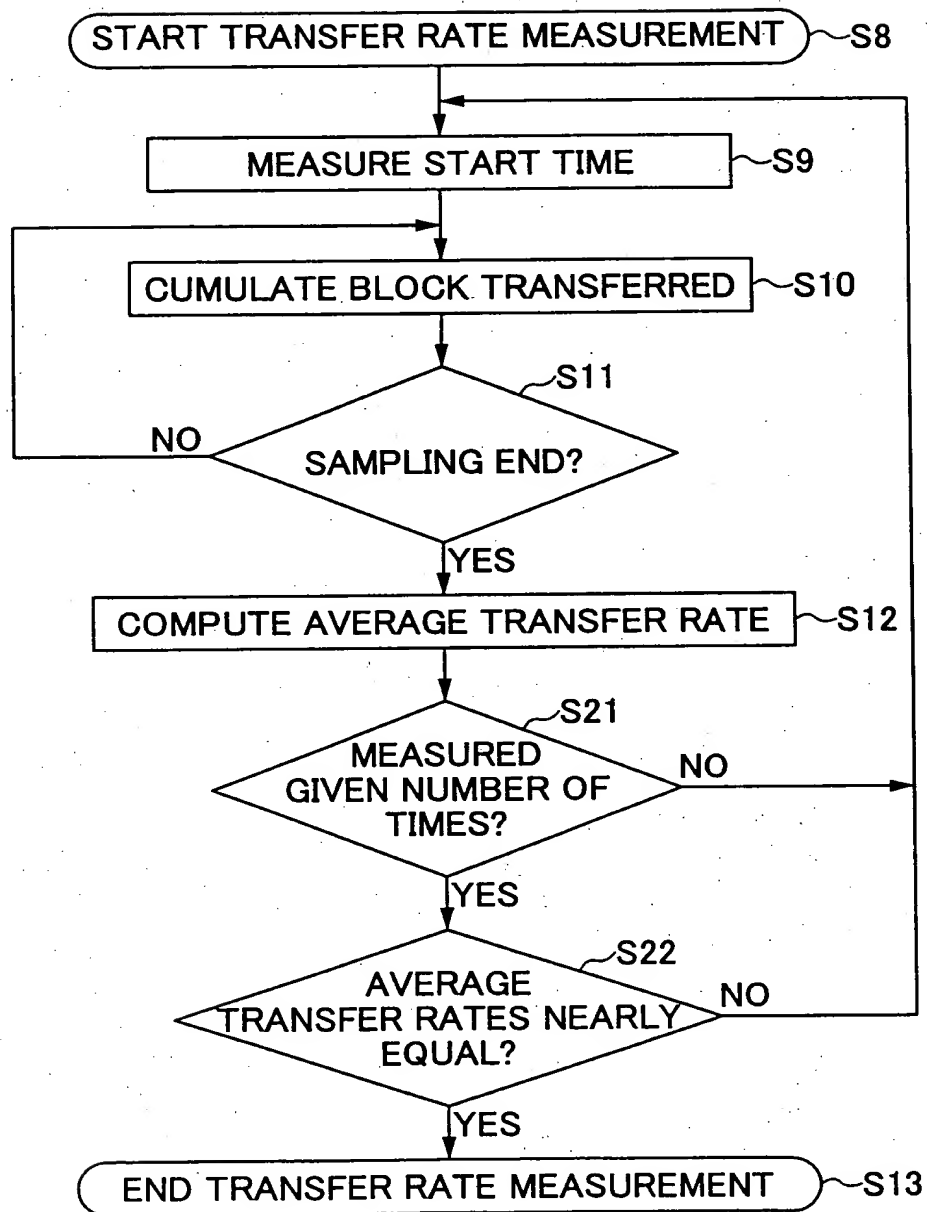 START TRANSFER RATE MEASUREMENT
S8
MEASURE START TIME
S9
CUMULATE BLOCK TRANSFERRED
S10
S11
NO
SAMPLING END?
YES
COMPUTE AVERAGE TRANSFER RATE
S12
S21
MEASURED
GIVEN NUMBER OF
TIMES?
NO
YES
S22
AVERAGE
TRANSFER RATES NEARLY
EQUAL?
NO
YES
END TRANSFER RATE MEASUREMENT
S13